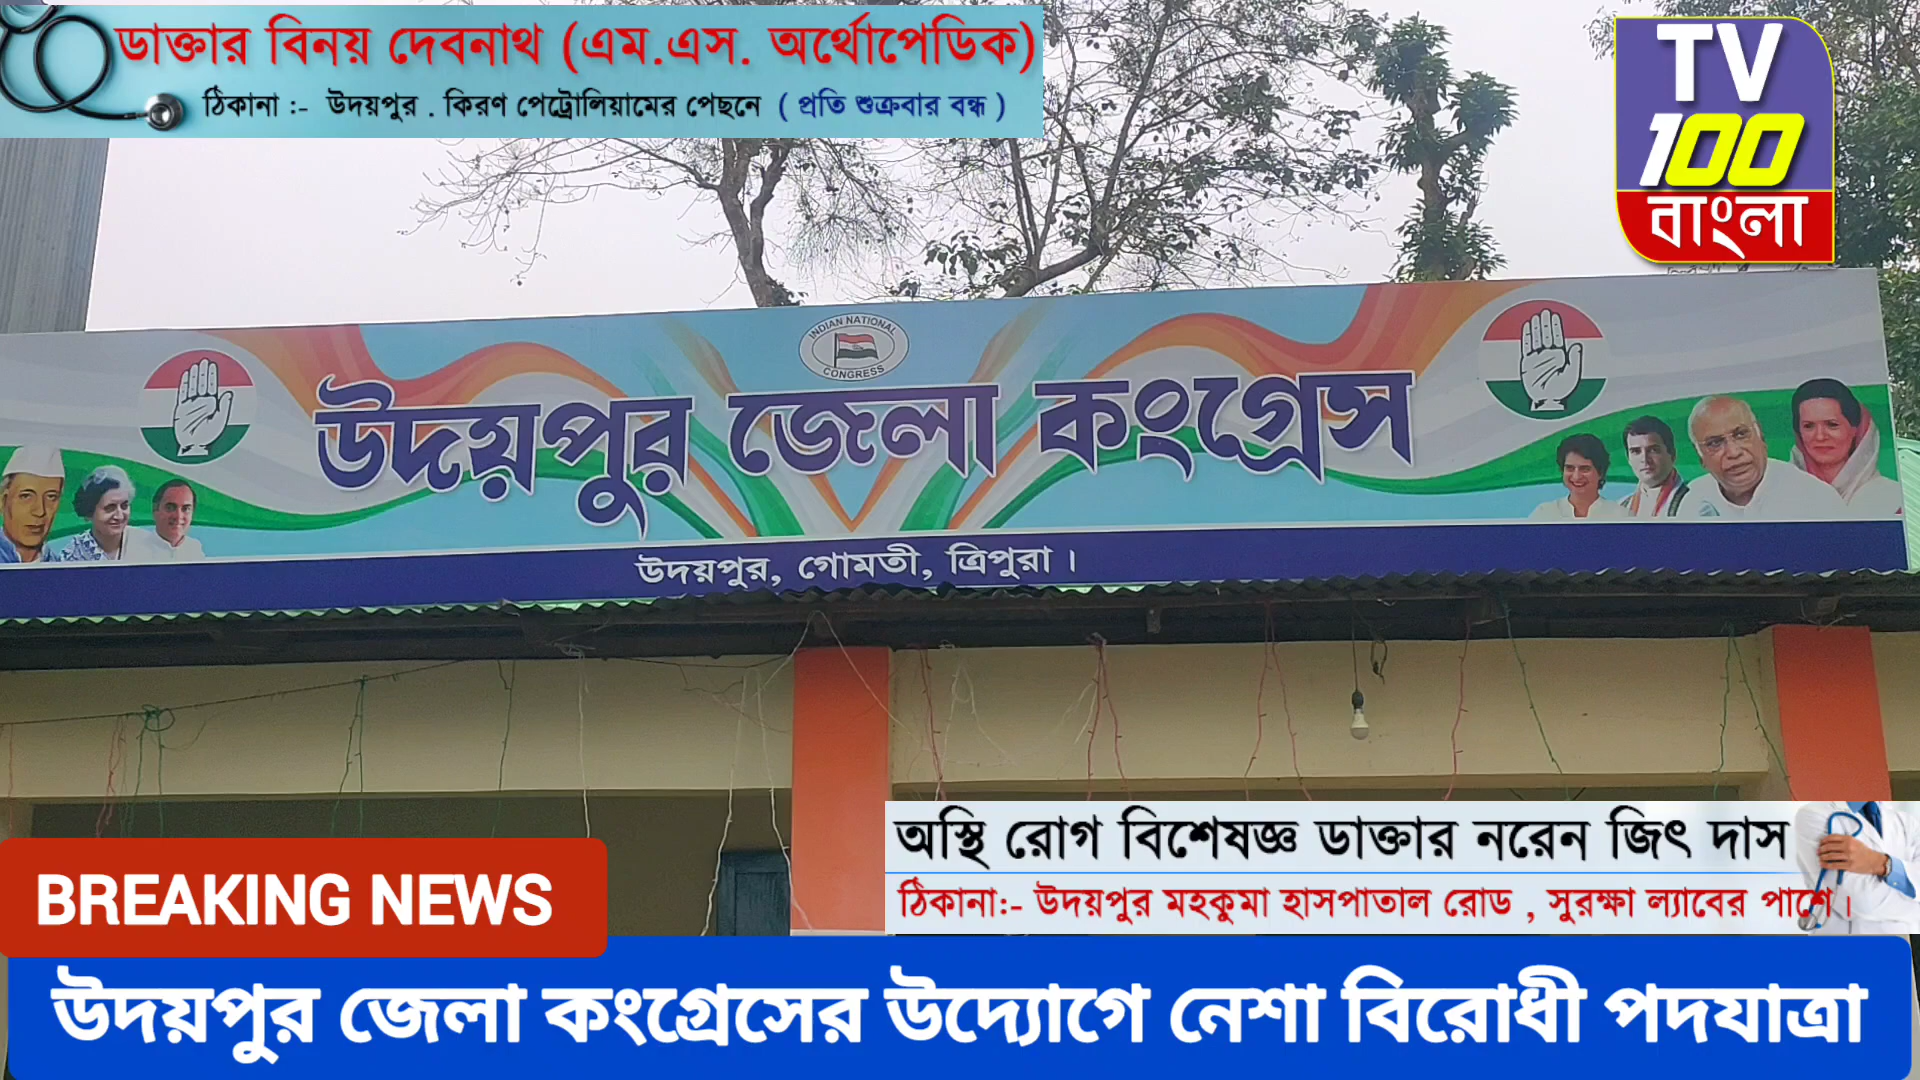 ডাক্তার বিনয় দেবনাথ (এম.এস. অর্থোপেডিক)
ঠিকানা :- উদয়পুর . কিরণ পেট্রোলিয়ামের পেছনে ( প্রতি শুক্রবার বন্ধ )
TV
100
বাংলা
INDIAN NATIONAL
CONGRESS
উদয়পুর জেলা কংগ্রেস
উদয়পুর, গোমতী, ত্রিপুরা।
অস্থি রোগ বিশেষজ্ঞ ডাক্তার নরেন জিৎ দাস
ঠিকানা:- উদয়পুর মহকুমা হাসপাতাল রোড , সুরক্ষা ল্যাবের পাশে।
BREAKING NEWS
উদয়পুর জেলা কংগ্রেসের উদ্যোগে নেশা বিরোধী পদযাত্রা